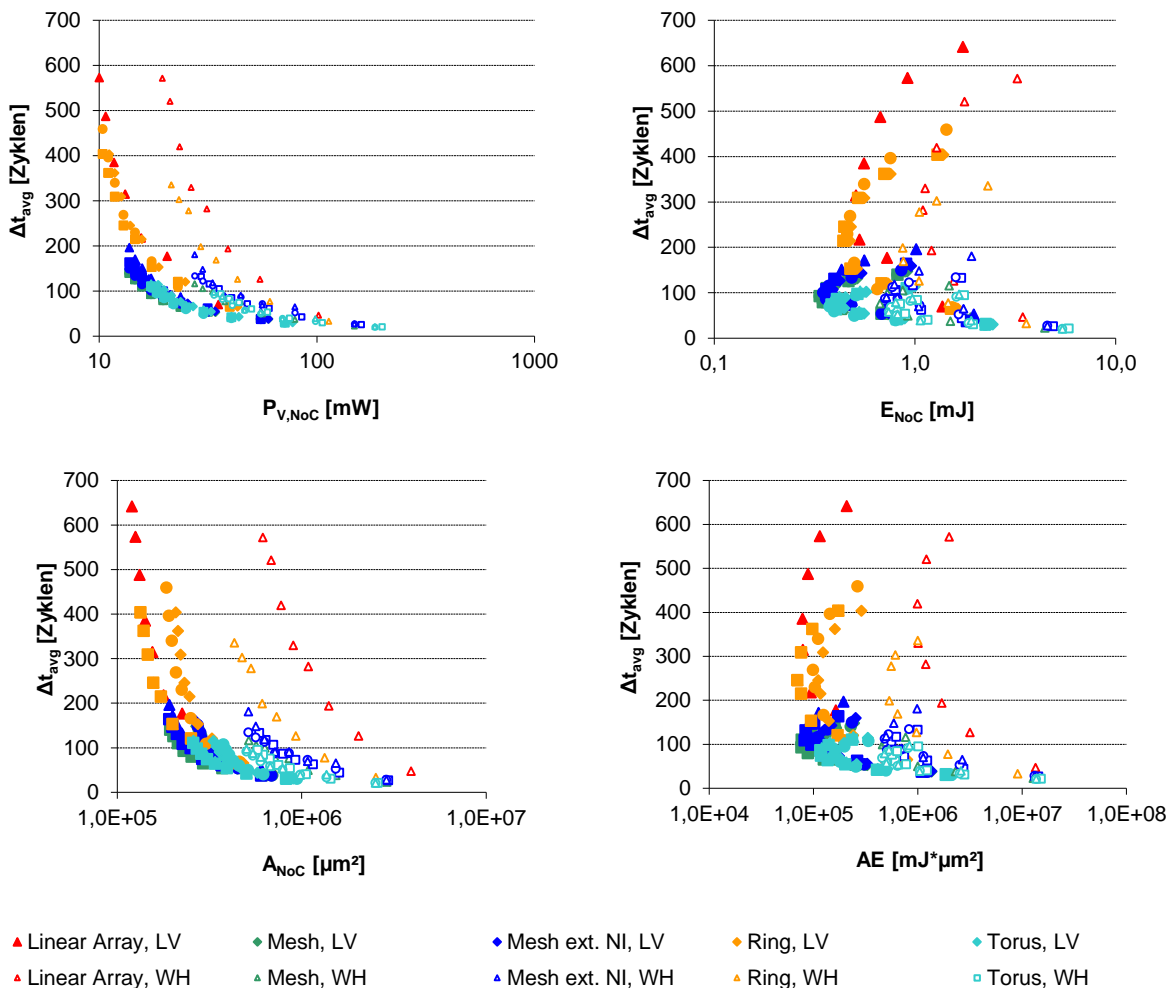 700
600
500
400
300
200
100
0
Δtavg [Zyklen]
10
100
1000
PV,NoC [mW]
700
600
500
400
300
200
100
0
Δtavg [Zyklen]
0,1
1,0
10,0
ENoC [mJ]
700
600
500
400
300
200
100
0
Δtavg [Zyklen]
1,0E+05
1,0E+06
1,0E+07
ANoC [µm²]
700
600
500
400
300
200
100
0
Δtavg [Zyklen]
1,0E+04
1,0E+05
1,0E+06
1,0E+07
1,0E+08
AE [mJ*µm²]
Linear Array, LV
Mesh, LV
Mesh ext. NI, LV
Ring, LV
Torus, LV
Linear Array, WH
Mesh, WH
Mesh ext. NI, WH
Ring, WH
Torus, WH